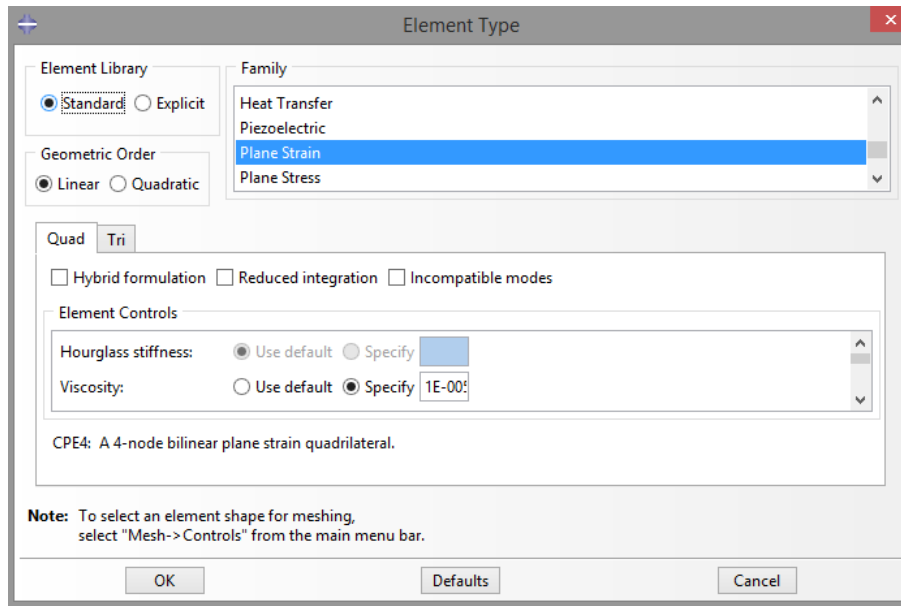 Element Type
Element Library
Standard Explicit
Geometric Order
Linear Quadratic
Family
Heat Transfer
Piezoelectric
Plane Strain
Plane Stress
Quad Tri
Hybrid formulation Reduced integration Incompatible modes
Element Controls
Hourglass stiffness: Use default Specify
Viscosity: Use default Specify 1E-005
CPE4: A 4-node bilinear plane strain quadrilateral.
Note: To select an element shape for meshing,
select "Mesh->Controls" from the main menu bar.
OK Defaults Cancel